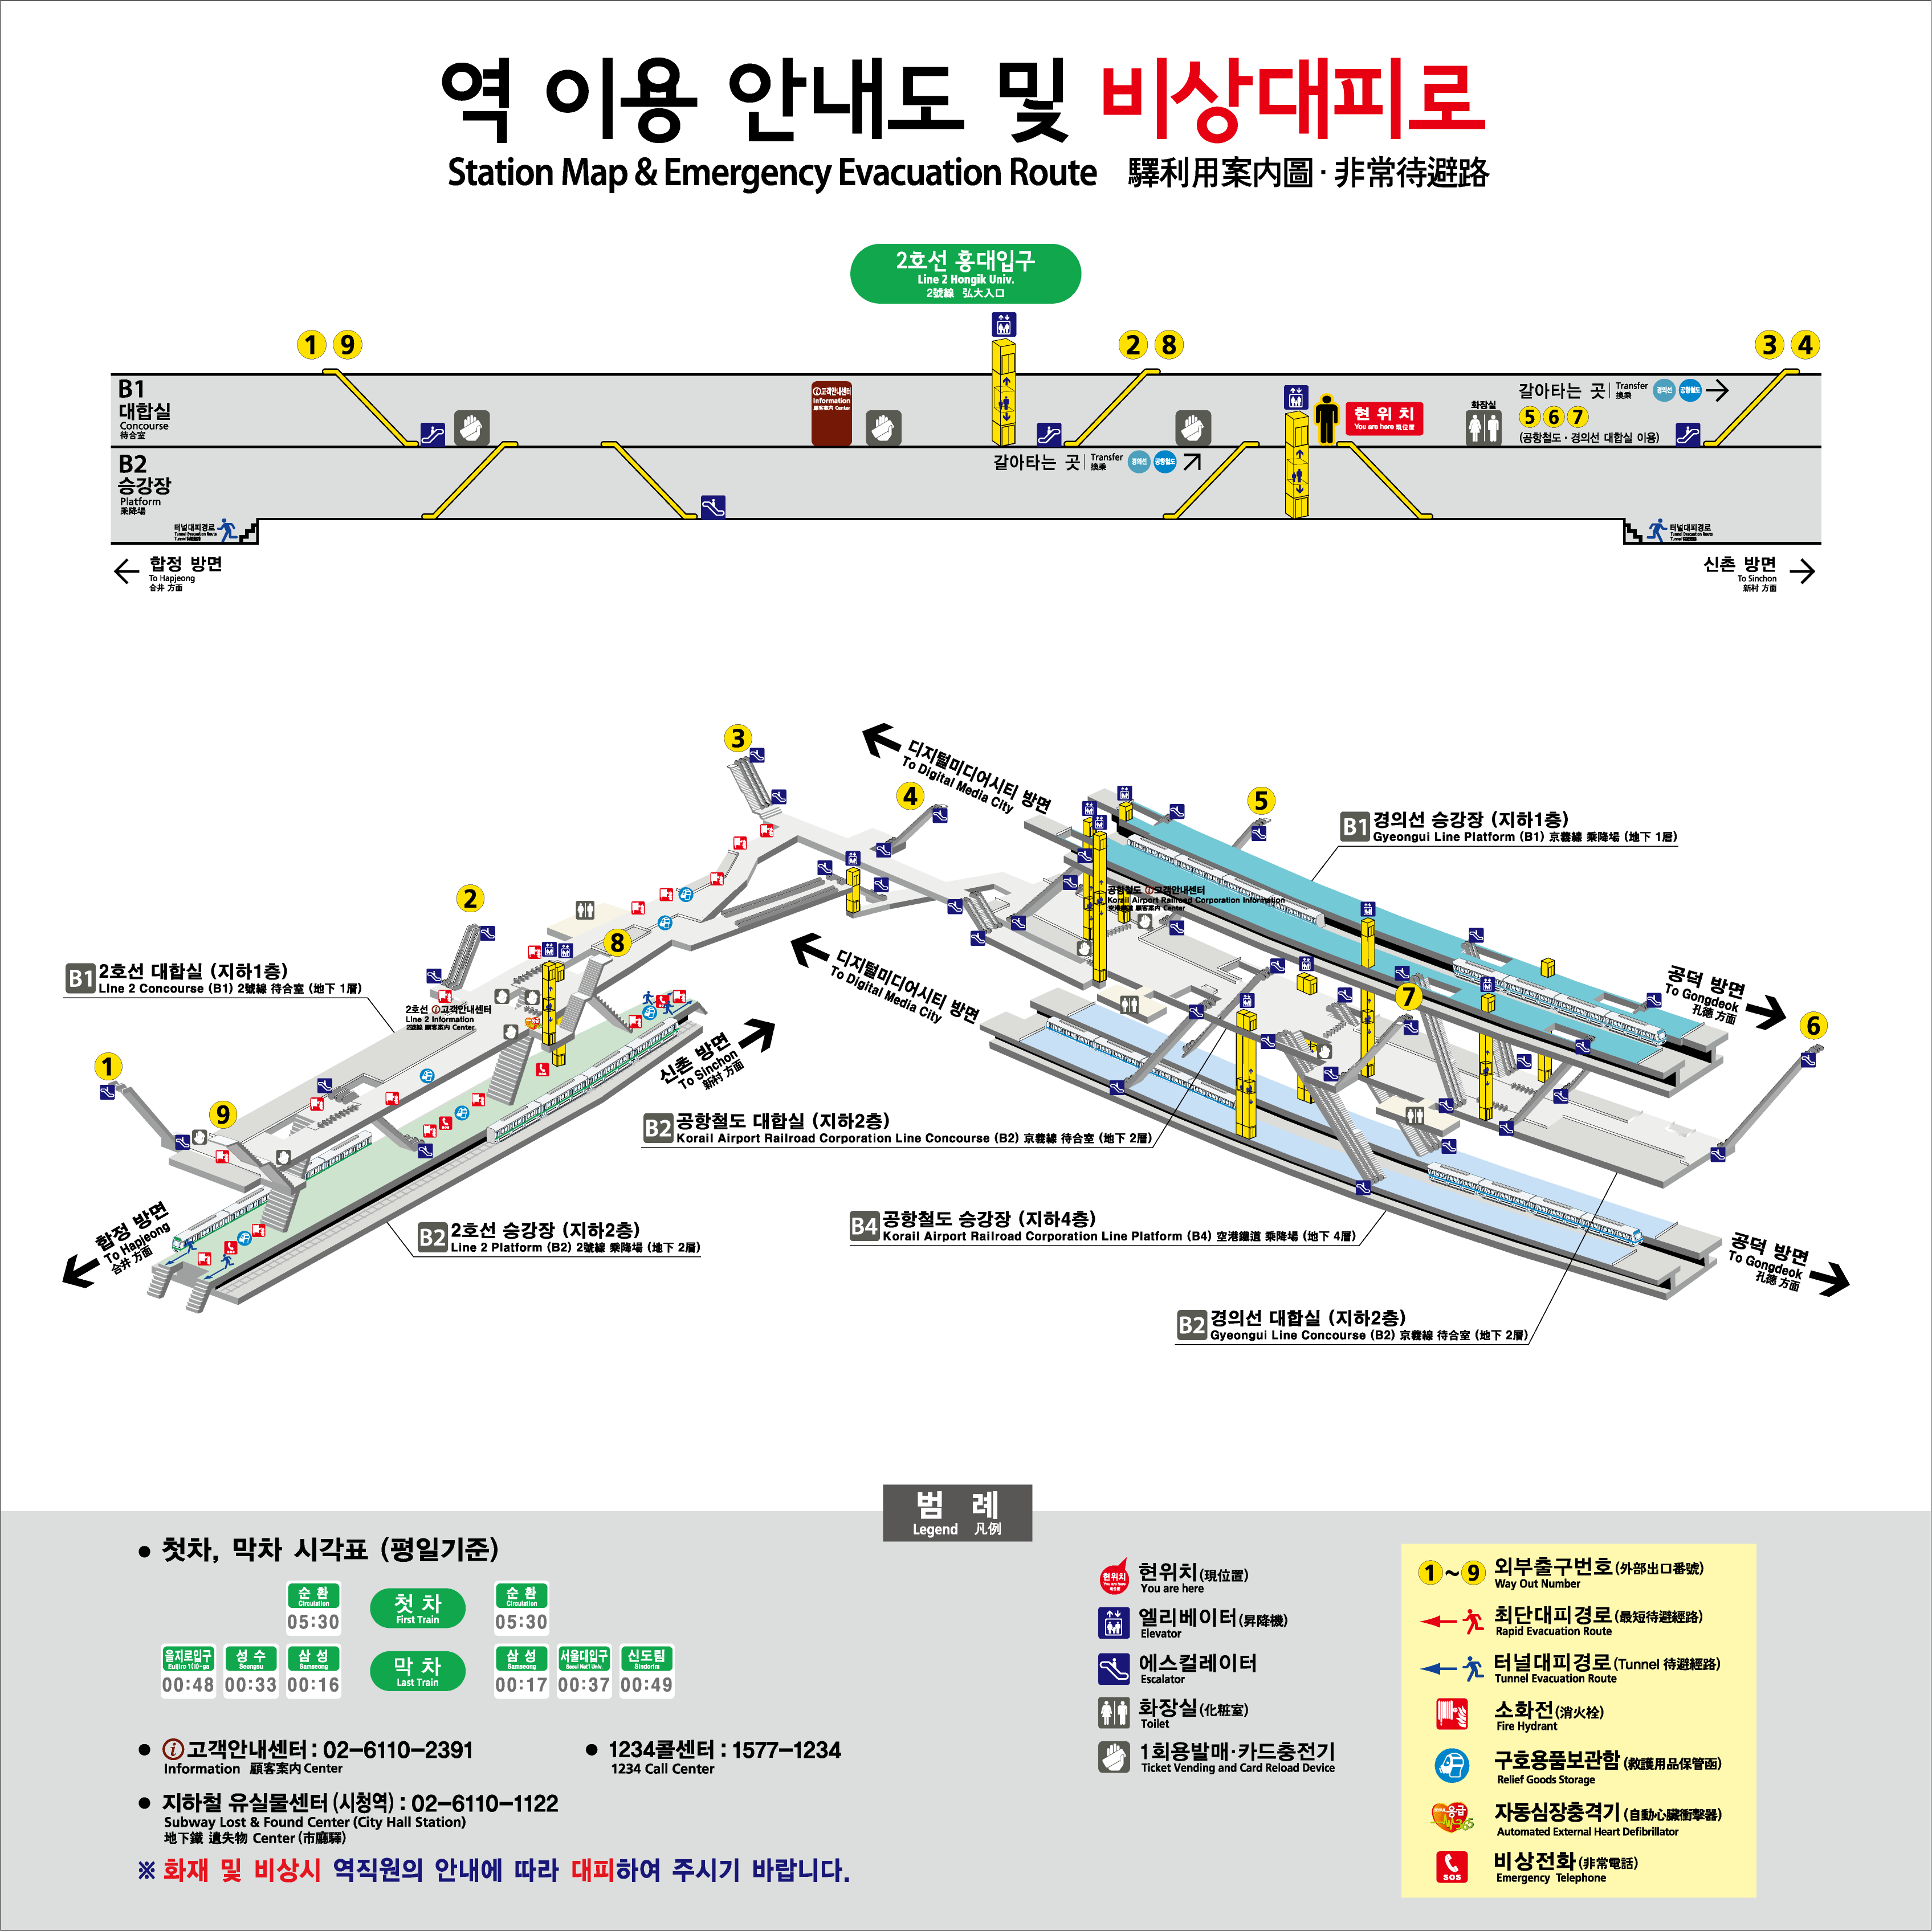 역 이용 안내도 및 비상대피로
Station Map & Emergency Evacuation Route 驛利用案内圖·非常待避路
2호선 홍대입구
Line 2 Hongik Univ.
2號線 弘大入口
1 9
2 8
3 4
B1
대합실
Concourse
待合室
고객안내센터
Information
顧客案内 Center
현 위 치
You are here 現位置
화장실
갈아타는 곳 Transfer 換乘 경의선 공항철도
5 6 7
(공항철도·경의선 대합실 이용)
B2
승강장
Platform
乘降場
갈아타는 곳 Transfer 換乘 경의선 공항철도
터널대피경로
Tunnel Evacuation Route
터널대피경로
Tunnel Evacuation Route
합정 방면
To Hapjeong
合井 方面
신촌 방면
To Sinchon
新村 方面
3
4
디지털미디어시티 방면
To Digital Media City
5
B1 경의선 승강장 (지하1층)
Gyeongui Line Platform (B1) 京義線 乘降場 (地下 1層)
2
공항철도 고객안내센터
Korail Airport Railroad Corporation Information
空港鐵道 顧客案内 Center
8
디지털미디어시티 방면
To Digital Media City
B1 2호선 대합실 (지하1층)
Line 2 Concourse (B1) 2號線 待合室 (地下 1層)
2호선 고객안내센터
Line 2 Information
2號線 顧客案内 Center
7
공덕 방면
To Gongdeok
孔德 方面
6
1
신촌 방면
To Sinchon
新村 方面
9
B2 공항철도 대합실 (지하2층)
Korail Airport Railroad Corporation Line Concourse (B2) 京義線 待合室 (地下 2層)
합정 방면
To Hapjeong
合井 方面
B2 2호선 승강장 (지하2층)
Line 2 Platform (B2) 2號線 乘降場 (地下 2層)
B4 공항철도 승강장 (지하4층)
Korail Airport Railroad Corporation Line Platform (B4) 空港鐵道 乘降場 (地下 4層)
공덕 방면
To Gongdeok
孔德 方面
B2 경의선 대합실 (지하2층)
Gyeongui Line Concourse (B2) 京義線 待合室 (地下 2層)
범 례
Legend 凡例
● 첫차, 막차 시각표 (평일기준)
순 환 Circulation 05:30
첫 차 First Train
순 환 Circulation 05:30
을지로입구 Euljiro 1(il)-ga 00:48
성 수 Seongsu 00:33
삼 성 Samseong 00:16
막 차 Last Train
삼 성 Samseong 00:17
서울대입구 Seoul Nat'l Univ. 00:37
신도림 Sindorim 00:49
● i 고객안내센터 : 02-6110-2391
Information 顧客案内 Center
● 1234콜센터 : 1577-1234
1234 Call Center
● 지하철 유실물센터 (시청역) : 02-6110-1122
Subway Lost & Found Center (City Hall Station)
地下鐵 遺失物 Center (市廳驛)
※ 화재 및 비상시 역직원의 안내에 따라 대피하여 주시기 바랍니다.
현위치
You are here
현위치(現位置)
You are here
엘리베이터(昇降機)
Elevator
에스컬레이터
Escalator
화장실(化粧室)
Toilet
1회용발매·카드충전기
Ticket Vending and Card Reload Device
1~9 외부출구번호(外部出口番號)
Way Out Number
최단대피경로(最短待避經路)
Rapid Evacuation Route
터널대피경로(Tunnel 待避經路)
Tunnel Evacuation Route
소화전(消火栓)
Fire Hydrant
구호용품보관함(救護用品保管函)
Relief Goods Storage
응급
365
자동심장충격기(自動心臟衝擊器)
Automated External Heart Defibrillator
SOS
비상전화(非常電話)
Emergency Telephone